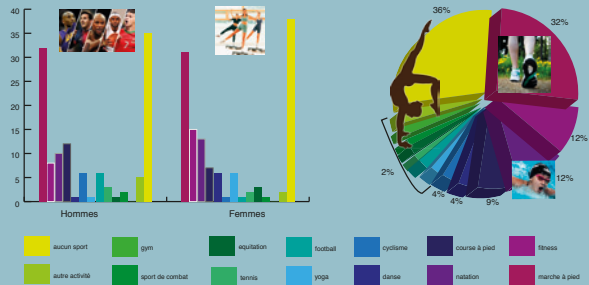 40
35
30
25
20
15
10
5
0
Hommes
Femmes
36%
32%
12%
12%
9%
4%
4%
2%
aucun sport
gym
equitation
football
cyclisme
course à pied
fitness
autre activité
sport de combat
tennis
yoga
danse
natation
marche à pied